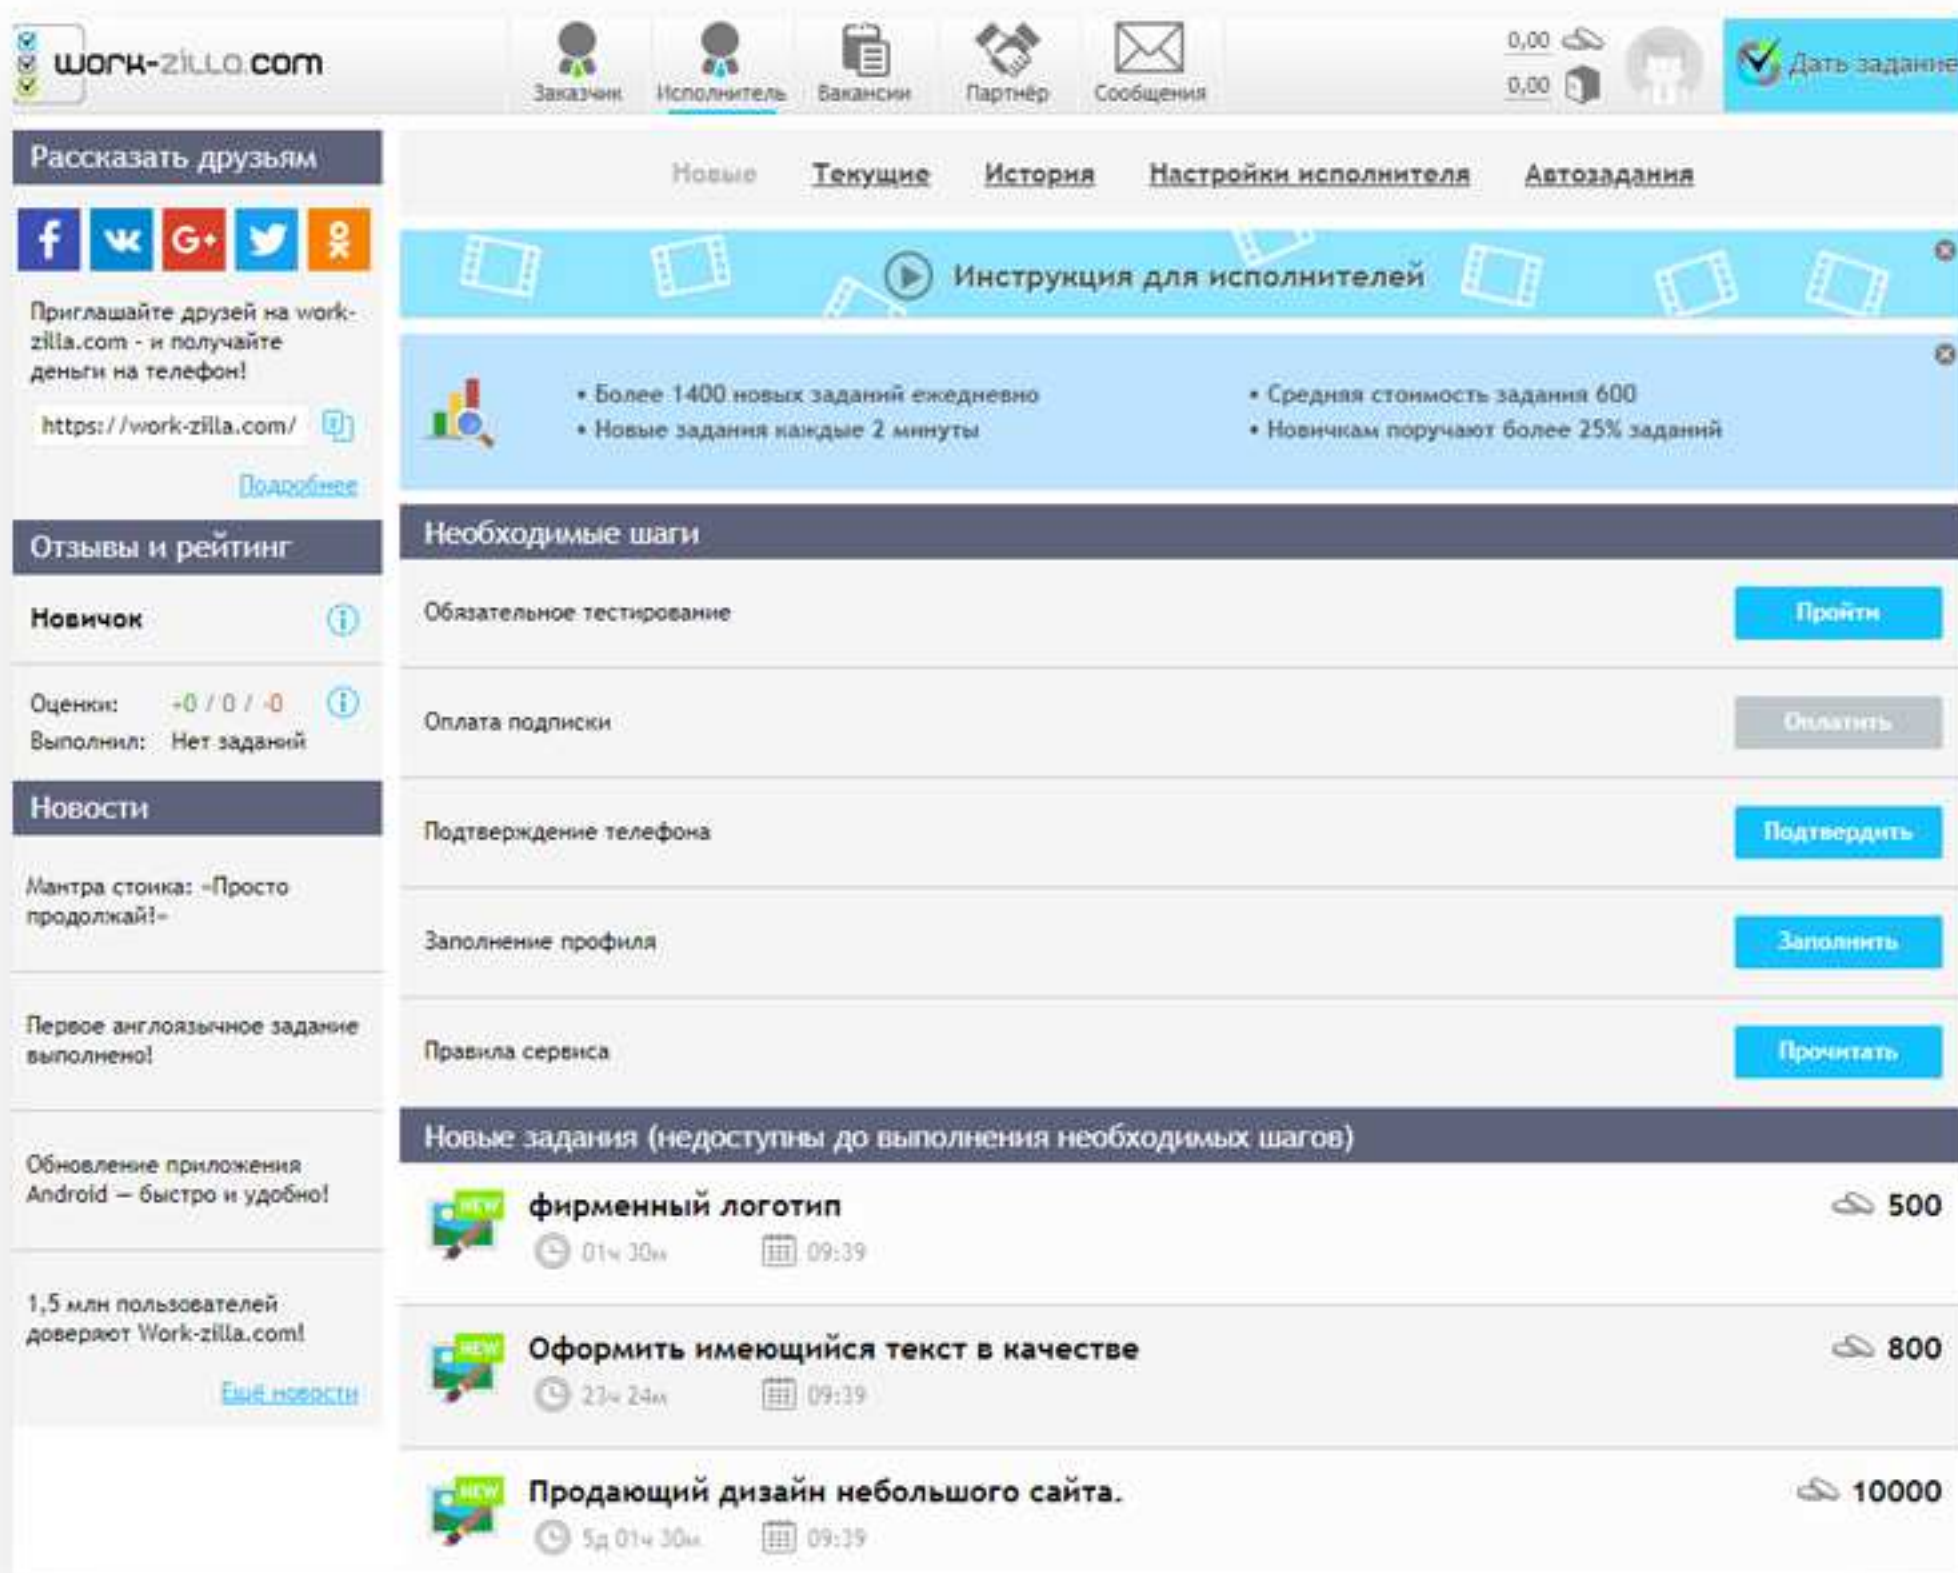 work-zilla.com
Заказчик
Исполнитель
Вакансии
Партнёр
Сообщения
0,00
0,00
Дать задание
Рассказать друзьям
Приглашайте друзей на work-
zilla.com - и получайте
деньги на телефон!
https://work-zilla.com/
Подробнее
Отзывы и рейтинг
Новичок
Оценки: +0 / 0 / -0
Выполнил: Нет заданий
Новости
Мантра стоика: «Просто
продолжай!»
Первое англоязычное задание
выполнено!
Обновление приложения
Android — быстро и удобно!
1,5 млн пользователей
доверяют Work-zilla.com!
Ещё новости
Новые Текущие История Настройки исполнителя Автозадания
Инструкция для исполнителей
• Более 1400 новых заданий ежедневно
• Новые задания каждые 2 минуты
• Средняя стоимость задания 600
• Новичкам поручают более 25% заданий
Необходимые шаги
Обязательное тестирование Пройти
Оплата подписки Оплатить
Подтверждение телефона Подтвердить
Заполнение профиля Заполнить
Правила сервиса Прочитать
Новые задания (недоступны до выполнения необходимых шагов)
NEW фирменный логотип 500
01ч 30м 09:39
NEW Оформить имеющийся текст в качестве 800
23ч 24м 09:39
NEW Продающий дизайн небольшого сайта. 10000
5д 01ч 30м 09:39